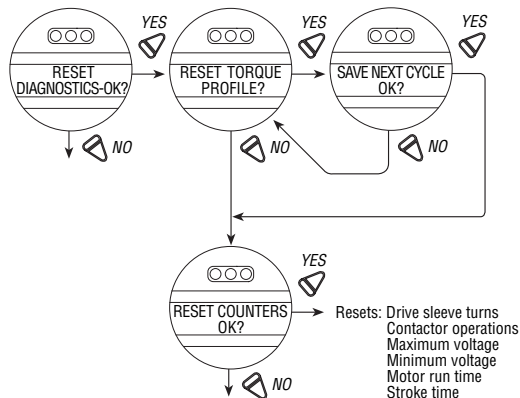 YES
YES
YES
RESET
DIAGNOSTICS-OK?
RESET TORQUE
PROFILE?
SAVE NEXT CYCLE
OK?
NO
NO
NO
YES
RESET COUNTERS
OK?
Resets: Drive sleeve turns
Contactor operations
Maximum voltage
Minimum voltage
Motor run time
Stroke time
NO